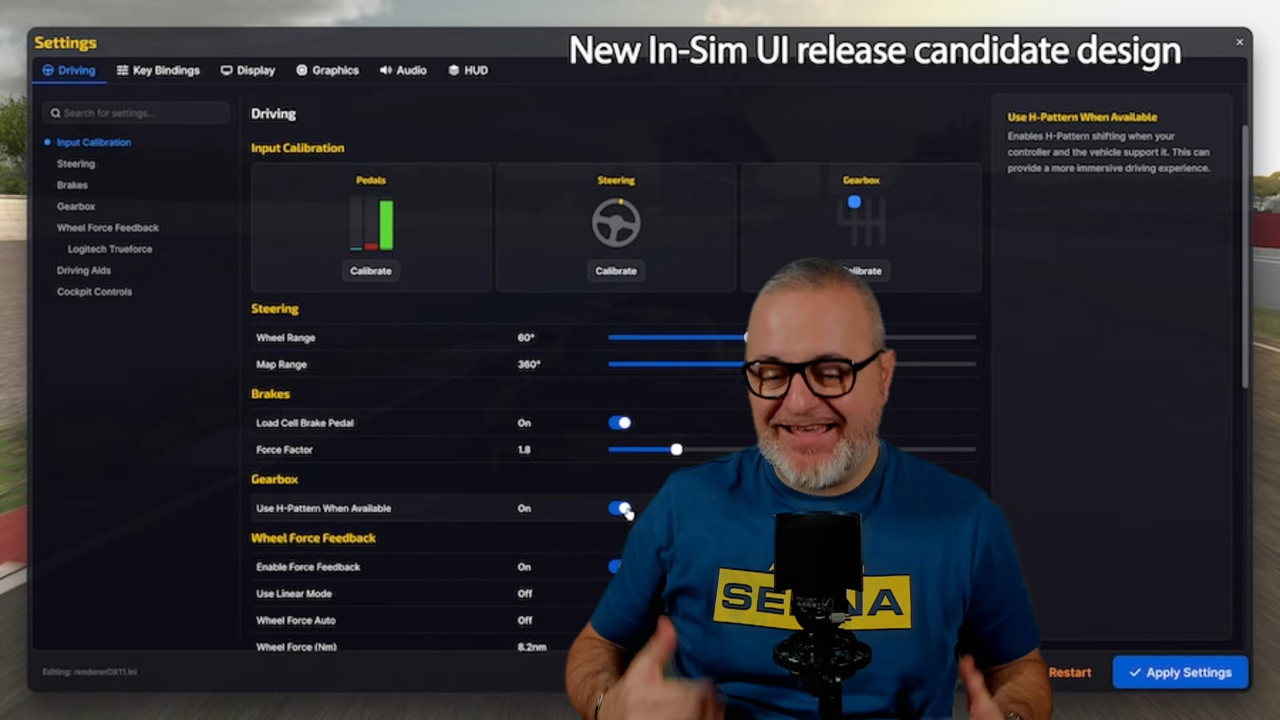 Settings
New In-Sim UI release candidate design
×
Driving
Key Bindings
Display
Graphics
Audio
HUD
Search for settings...
Input Calibration
Steering
Brakes
Gearbox
Wheel Force Feedback
Logitech Trueforce
Driving Aids
Cockpit Controls
Driving
Input Calibration
Pedals
Calibrate
Steering
Calibrate
Gearbox
Steering
Wheel Range 60°
Map Range 360°
Brakes
Load Cell Brake Pedal On
Force Factor 1.8
Gearbox
Use H-Pattern When Available On
Wheel Force Feedback
Enable Force Feedback On
Use Linear Mode Off
Wheel Force Auto Off
Wheel Force (Nm) 8.2nm
Use H-Pattern When Available
Enables H-Pattern shifting when your
controller and the vehicle support it. This can
provide a more immersive driving experience.
Editing: rendererDX11.ini
Restart
Apply Settings